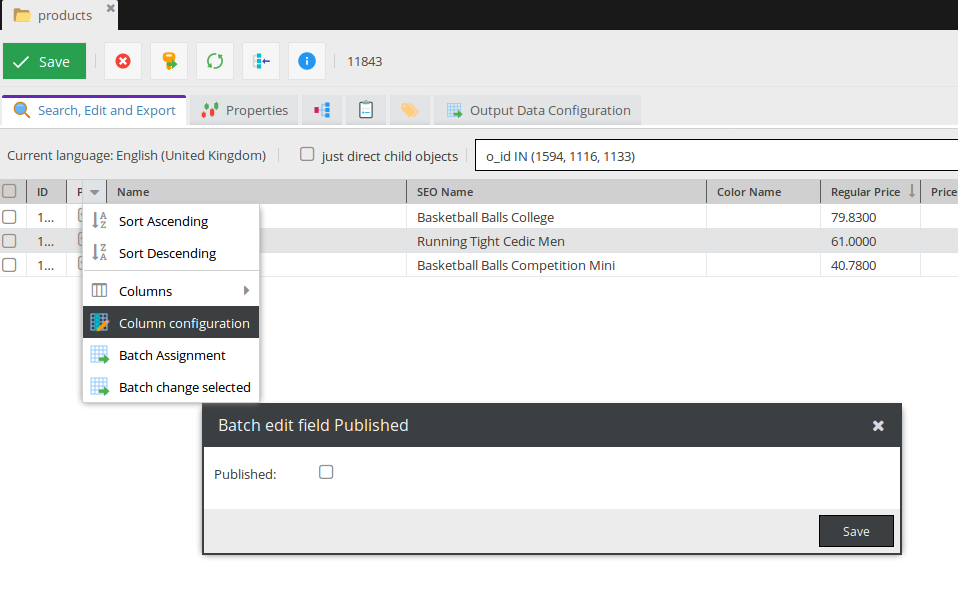 products
Save
11843
Search, Edit and Export
Properties
Output Data Configuration
Current language: English (United Kingdom)
just direct child objects
o_id IN (1594, 1116, 1133)
ID
Name
SEO Name
Color Name
Regular Price
Price
1...
Basketball Balls College
79.8300
1...
Running Tight Cedic Men
61.0000
1...
Basketball Balls Competition Mini
40.7800
Sort Ascending
Sort Descending
Columns
Column configuration
Batch Assignment
Batch change selected
Batch edit field Published
Published:
Save